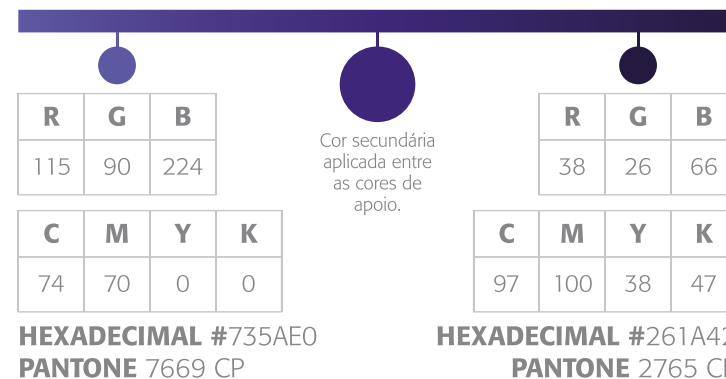 R G B
115 90 224
C M Y K
74 70 0 0
HEXADECIMAL #735AE0
PANTONE 7669 CP
Cor secundária
aplicada entre
as cores de
apoio.
R G B
38 26 66
C M Y K
97 100 38 47
HEXADECIMAL #261A42
PANTONE 2765 C